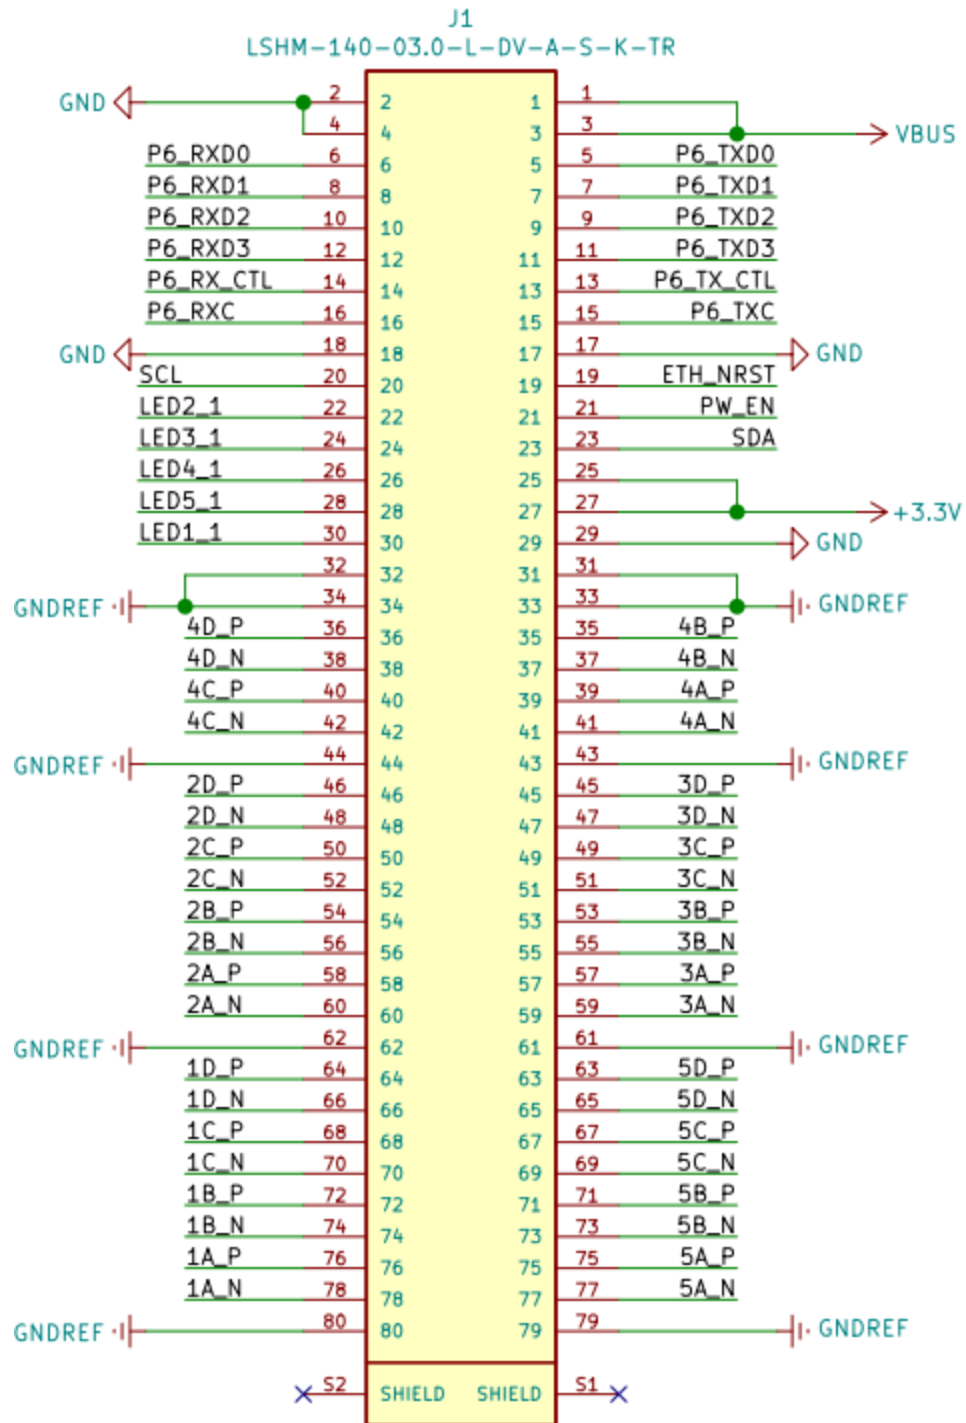 J1
LSHM-140-03.0-L-DV-A-S-K-TR
GND 2 2 1 1
4 4 3 3 VBUS
P6_RXD0 6 6 5 5 P6_TXD0
P6_RXD1 8 8 7 7 P6_TXD1
P6_RXD2 10 10 9 9 P6_TXD2
P6_RXD3 12 12 11 11 P6_TXD3
P6_RX_CTL 14 14 13 13 P6_TX_CTL
P6_RXC 16 16 15 15 P6_TXC
GND 18 18 17 17 GND
SCL 20 20 19 19 ETH_NRST
LED2_1 22 22 21 21 PW_EN
LED3_1 24 24 23 23 SDA
LED4_1 26 26 25 25
LED5_1 28 28 27 27 +3.3V
LED1_1 30 30 29 29 GND
32 32 31 31
GNDREF 34 34 33 33 GNDREF
4D_P 36 36 35 35 4B_P
4D_N 38 38 37 37 4B_N
4C_P 40 40 39 39 4A_P
4C_N 42 42 41 41 4A_N
GNDREF 44 44 43 43 GNDREF
2D_P 46 46 45 45 3D_P
2D_N 48 48 47 47 3D_N
2C_P 50 50 49 49 3C_P
2C_N 52 52 51 51 3C_N
2B_P 54 54 53 53 3B_P
2B_N 56 56 55 55 3B_N
2A_P 58 58 57 57 3A_P
2A_N 60 60 59 59 3A_N
GNDREF 62 62 61 61 GNDREF
1D_P 64 64 63 63 5D_P
1D_N 66 66 65 65 5D_N
1C_P 68 68 67 67 5C_P
1C_N 70 70 69 69 5C_N
1B_P 72 72 71 71 5B_P
1B_N 74 74 73 73 5B_N
1A_P 76 76 75 75 5A_P
1A_N 78 78 77 77 5A_N
GNDREF 80 80 79 79 GNDREF
S2 SHIELD SHIELD S1